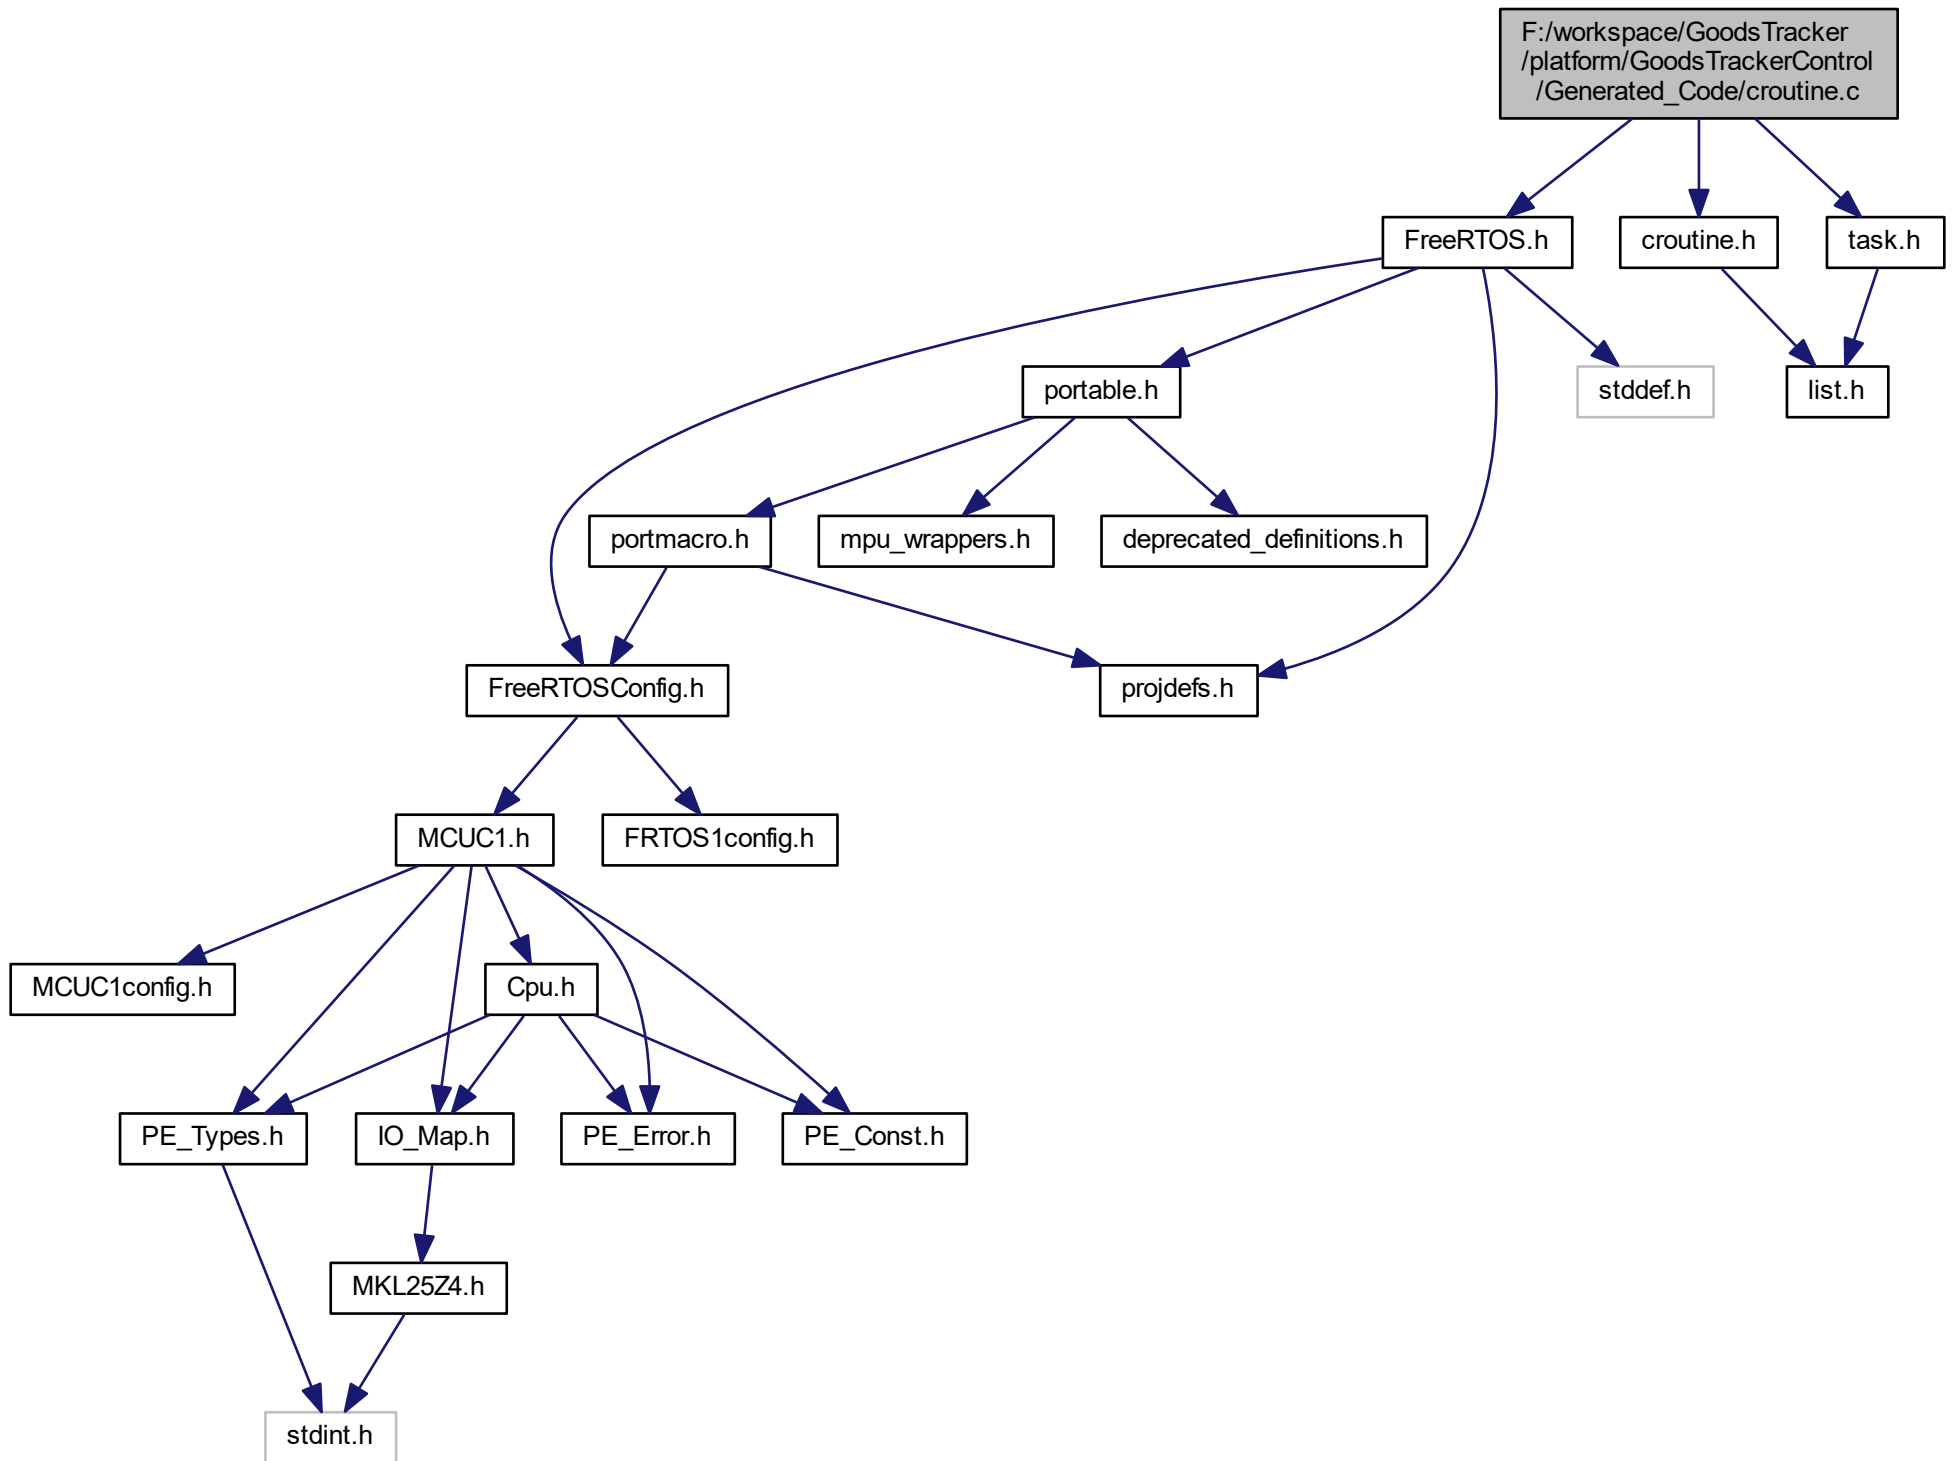 F:/workspace/GoodsTracker
/platform/GoodsTrackerControl
/Generated_Code/croutine.c
FreeRTOS.h
croutine.h
task.h
portable.h
stddef.h
list.h
portmacro.h
mpu_wrappers.h
deprecated_definitions.h
FreeRTOSConfig.h
projdefs.h
MCUC1.h
FRTOS1config.h
MCUC1config.h
Cpu.h
PE_Types.h
IO_Map.h
PE_Error.h
PE_Const.h
MKL25Z4.h
stdint.h